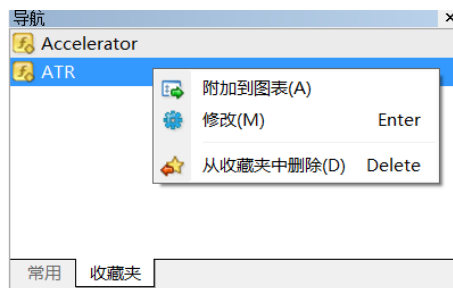 导航
Accelerator
ATR
附加到图表(A)
修改(M) Enter
从收藏夹中删除(D) Delete
常用 收藏夹